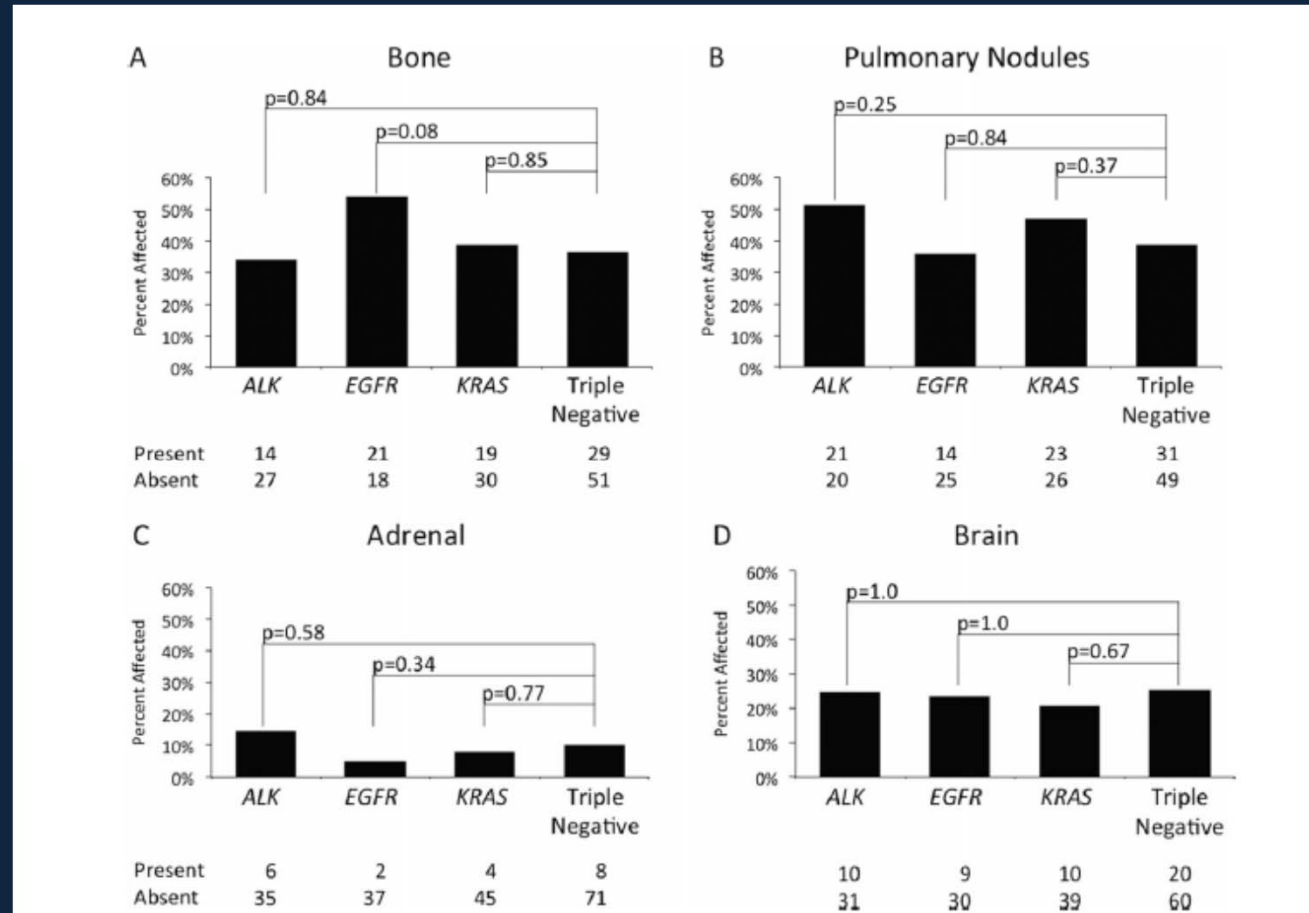 A
Bone
p=0.84
p=0.08
p=0.85
Percent Affected
60%
50%
40%
30%
20%
10%
0%
ALK EGFR KRAS Triple
Negative
Present 14 21 19 29
Absent 27 18 30 51
B
Pulmonary Nodules
p=0.25
p=0.84
p=0.37
Percent Affected
60%
50%
40%
30%
20%
10%
0%
ALK EGFR KRAS Triple
Negative
21 14 23 31
20 25 26 49
C
Adrenal
p=0.58
p=0.34
p=0.77
Percent Affected
60%
50%
40%
30%
20%
10%
0%
ALK EGFR KRAS Triple
Negative
Present 6 2 4 8
Absent 35 37 45 71
D
Brain
p=1.0
p=1.0
p=0.67
Percent Affected
60%
50%
40%
30%
20%
10%
0%
ALK EGFR KRAS Triple
Negative
10 9 10 20
31 30 39 60